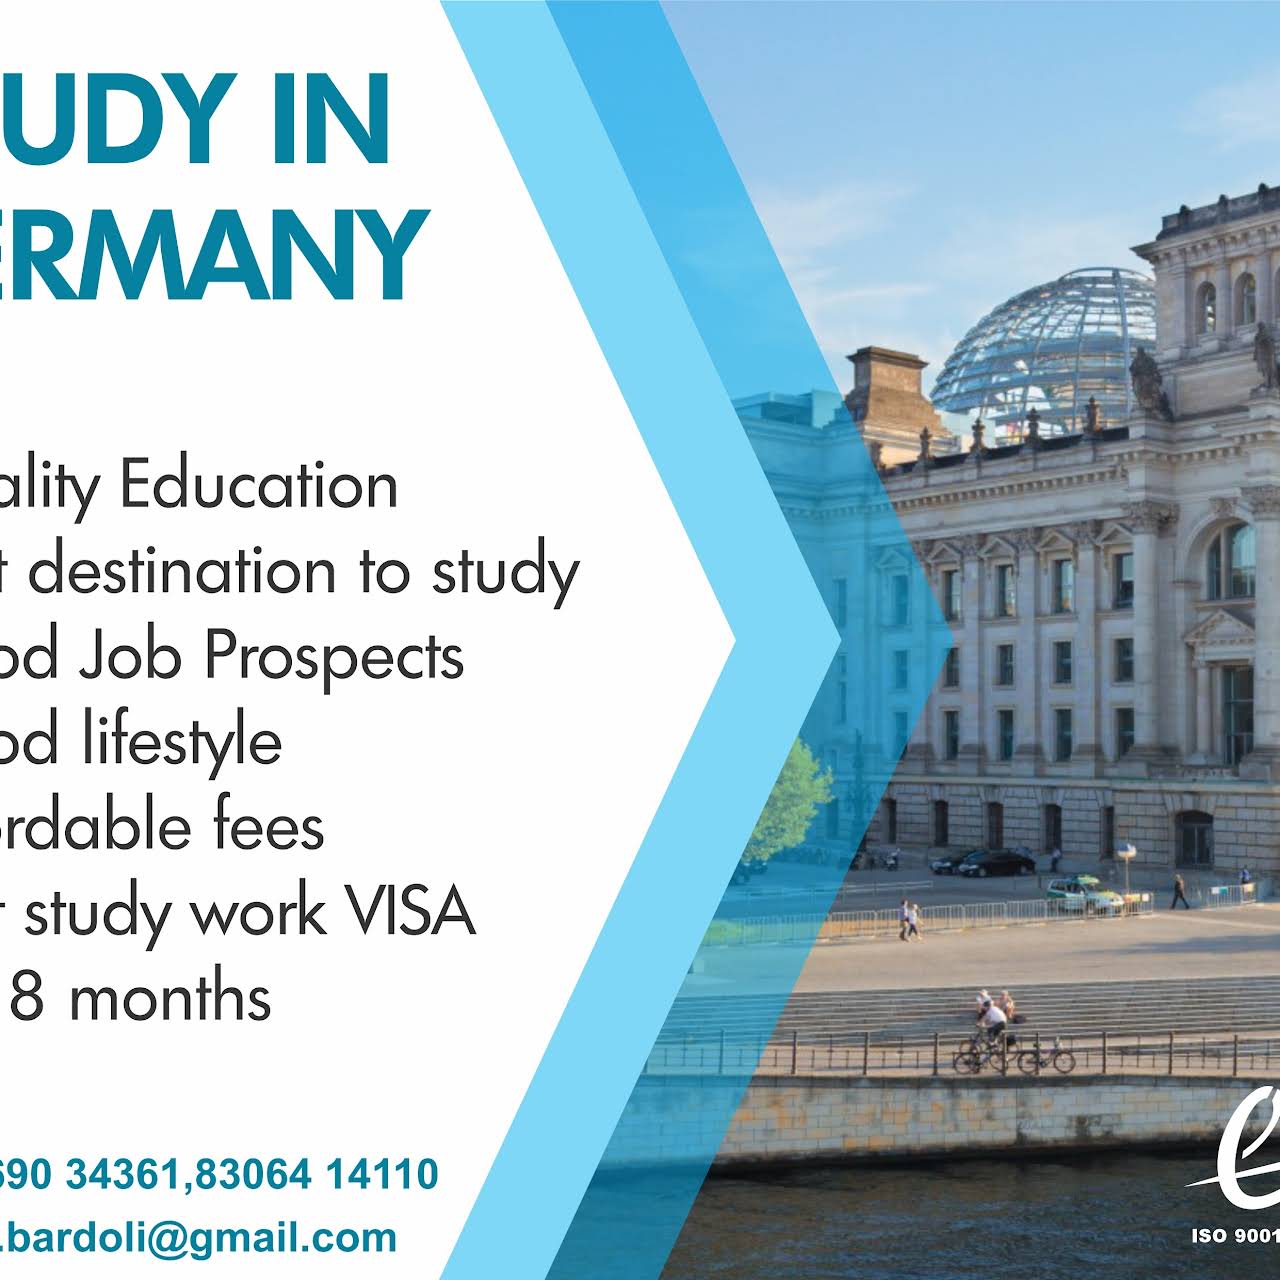 UDY IN
ERMANY
ality Education
t destination to study
od Job Prospects
od lifestyle
ordable fees
t study work VISA
8 months
690 34361,83064 14110
.bardoli@gmail.com
e
ISO 9001